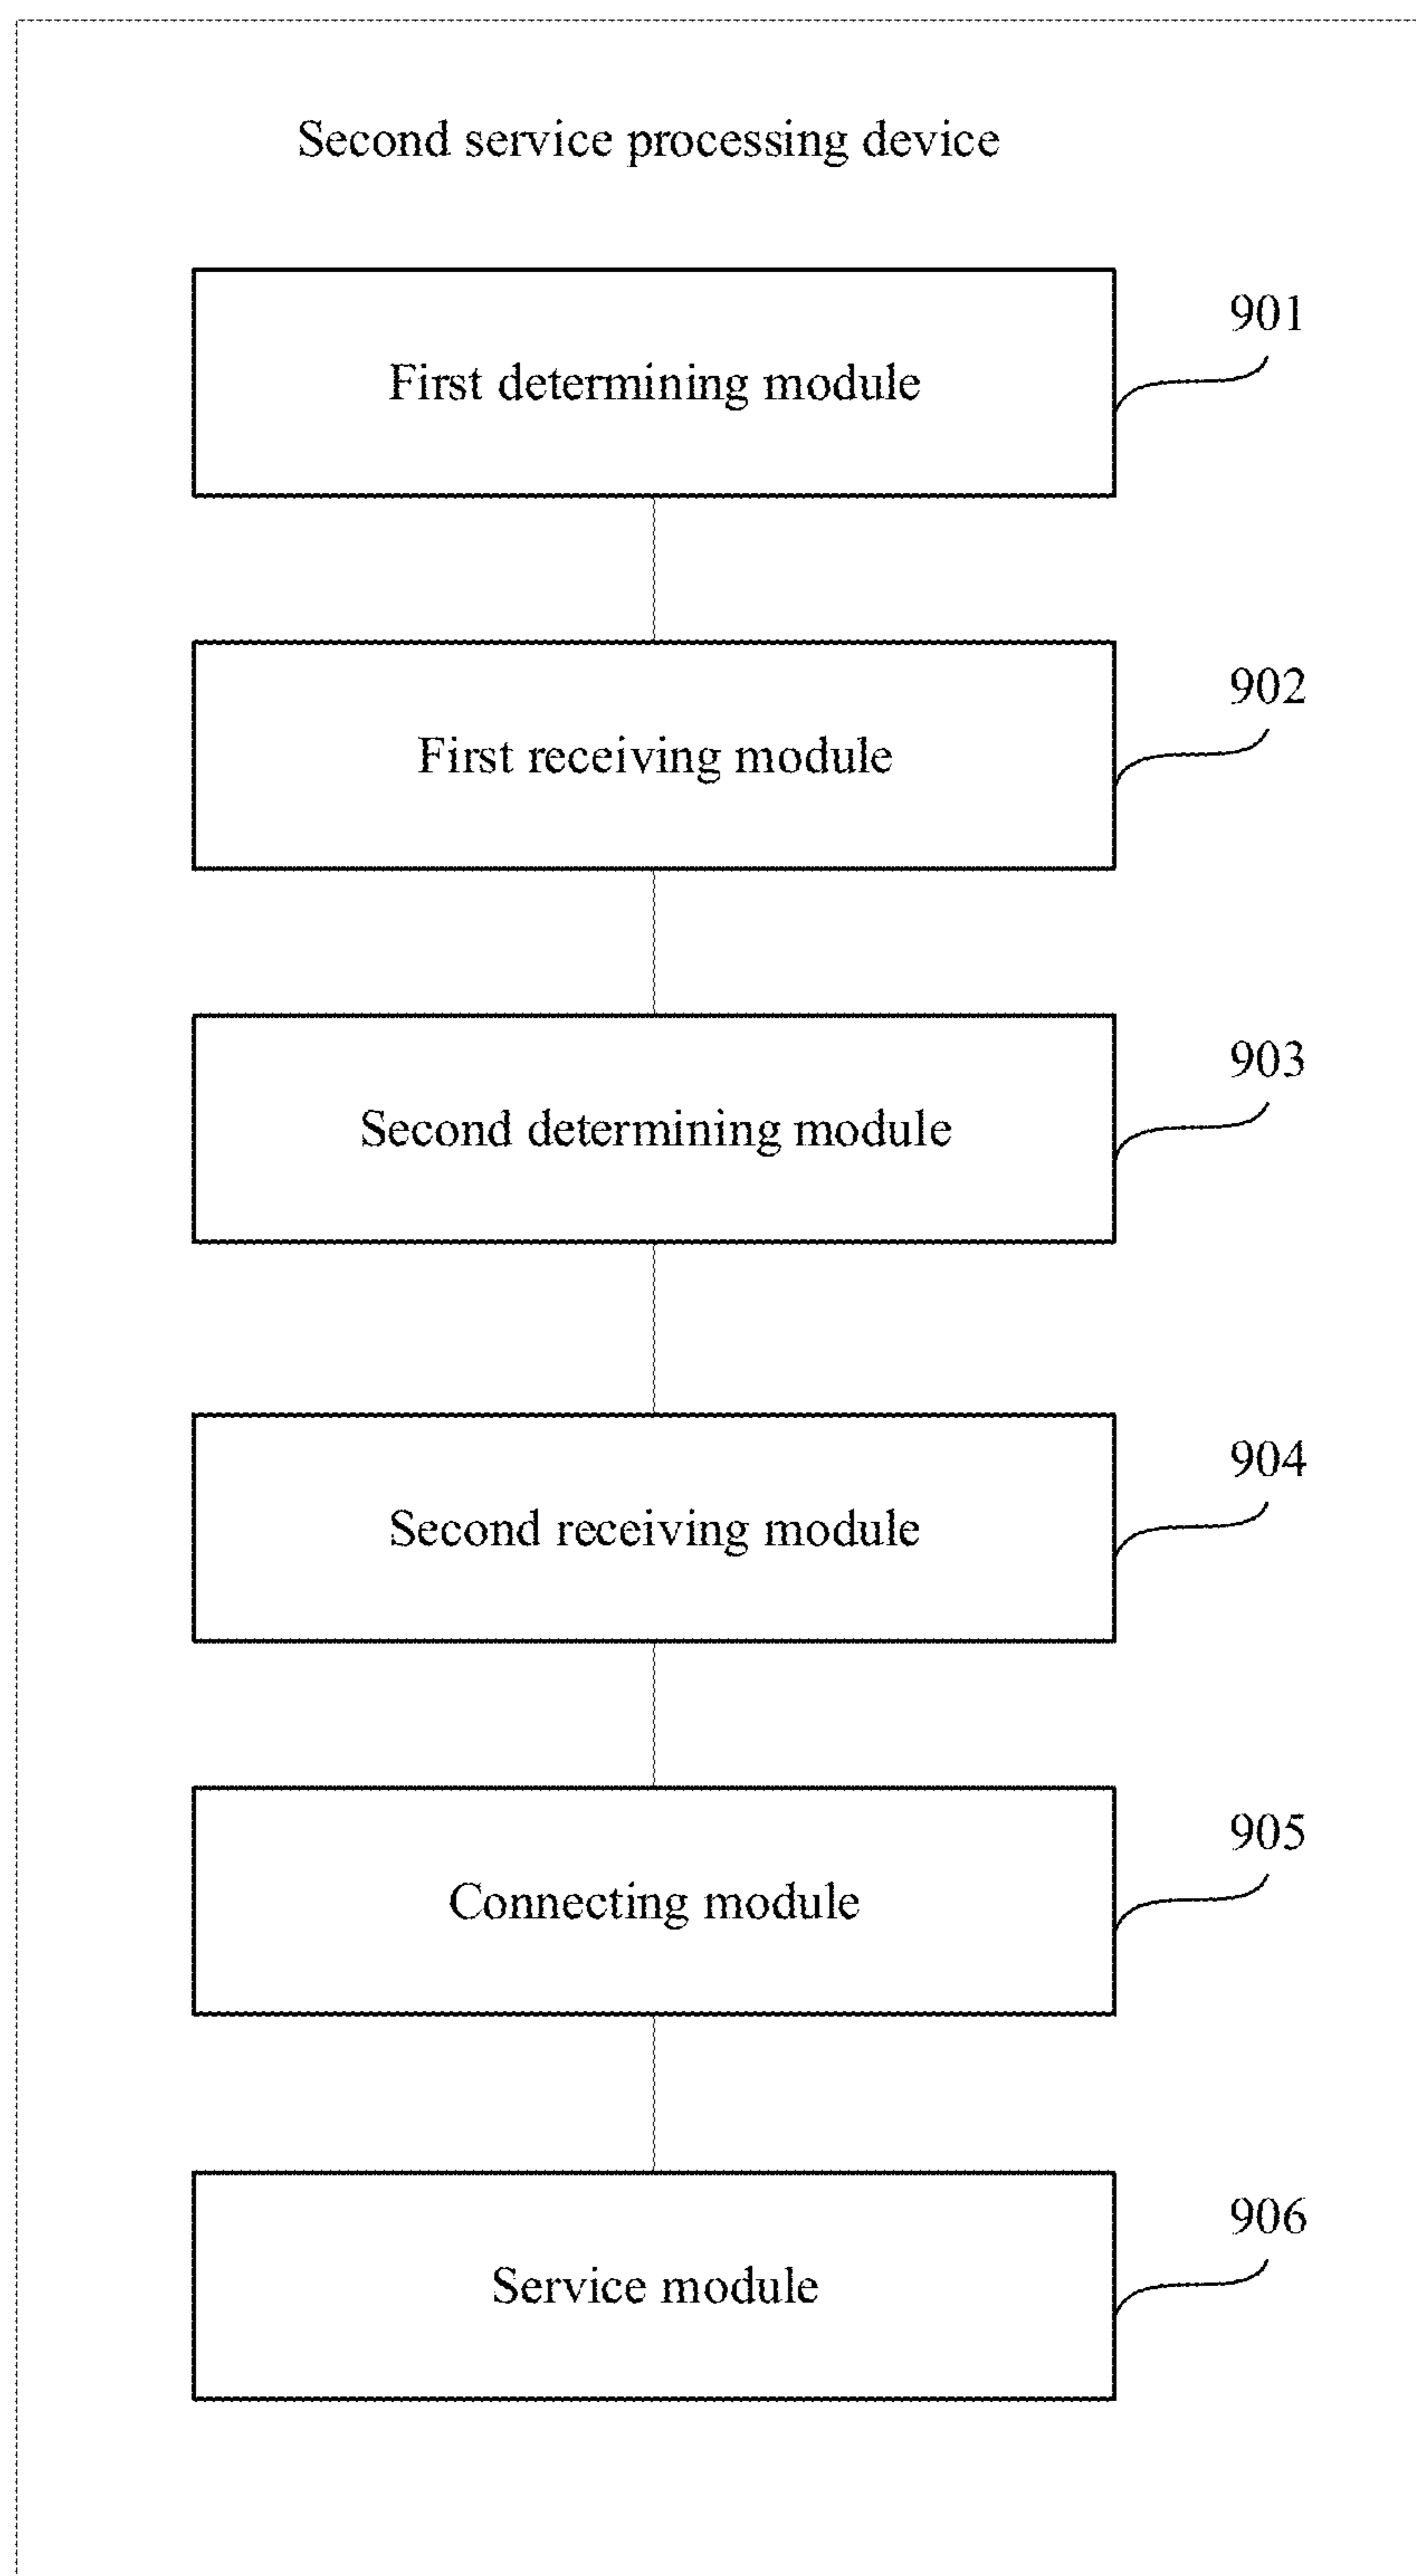 Second service processing device
First determining module
901
First receiving module
902
Second determining module
903
Second receiving module
904
Connecting module
905
Service module
906